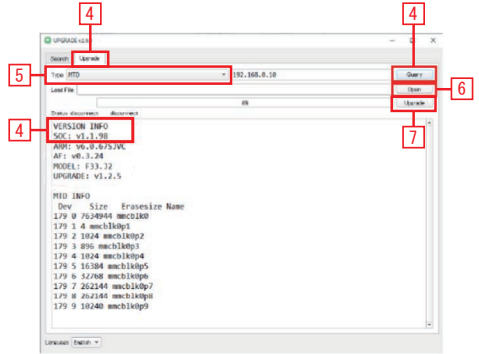 4 4
UPGRADE v2.
Search Upgrade
5 Type MTD 192.168.0.10 Query
Load File Open 6
0% Upgrade
Status disconnect disconnect 7
4 VERSION INFO
SOC: v1.1.98
ARM: v6.0.675JVC
AF: v0.3.24
MODEL: F33.J2
UPGRADE: v1.2.5
MTD INFO
Dev Size Erasesize Name
179 0 7634944 mmcblk0
179 1 4 mmcblk0p1
179 2 1024 mmcblk0p2
179 3 896 mmcblk0p3
179 4 1024 mmcblk0p4
179 5 16384 mmcblk0p5
179 6 32768 mmcblk0p6
179 7 262144 mmcblk0p7
179 8 262144 mmcblk0p8
179 9 10240 mmcblk0p9
Language English